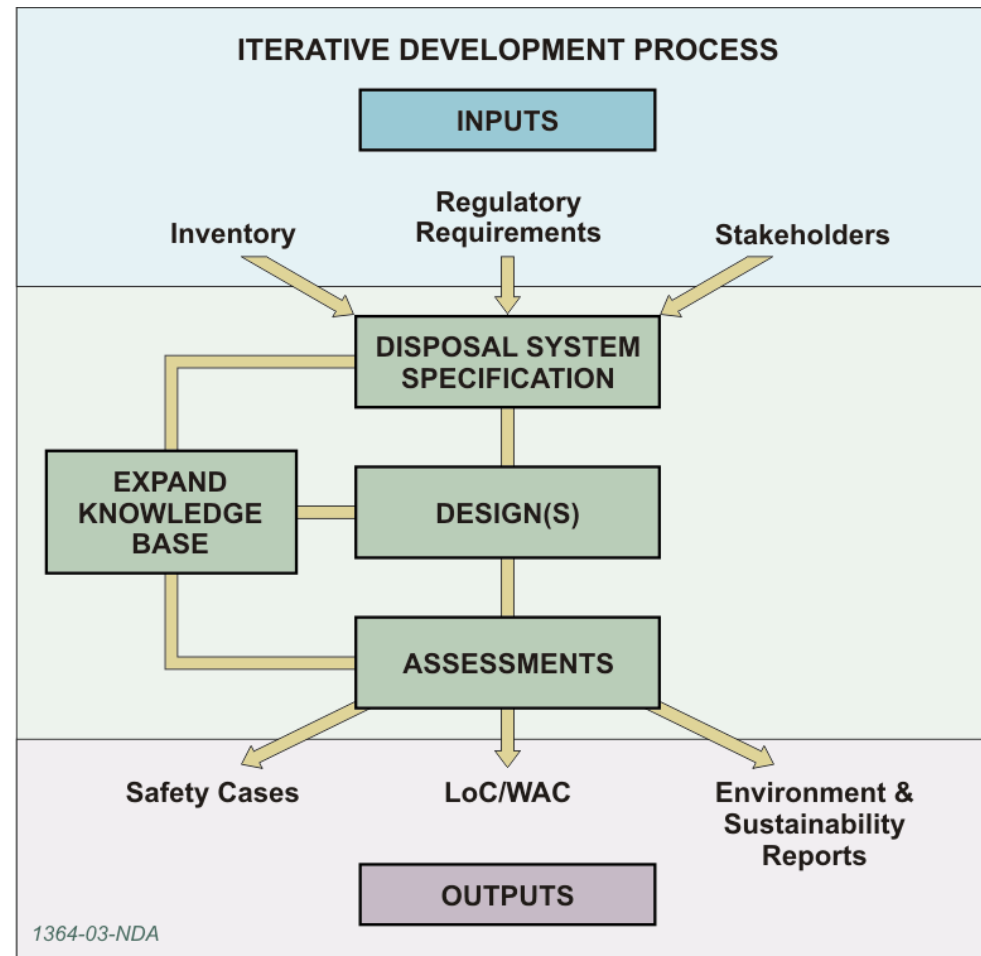 ITERATIVE DEVELOPMENT PROCESS
INPUTS
Inventory
Regulatory
Requirements
Stakeholders
DISPOSAL SYSTEM
SPECIFICATION
EXPAND
KNOWLEDGE
BASE
DESIGN(S)
ASSESSMENTS
Safety Cases
LoC/WAC
Environment &
Sustainability
Reports
OUTPUTS
1364-03-NDA